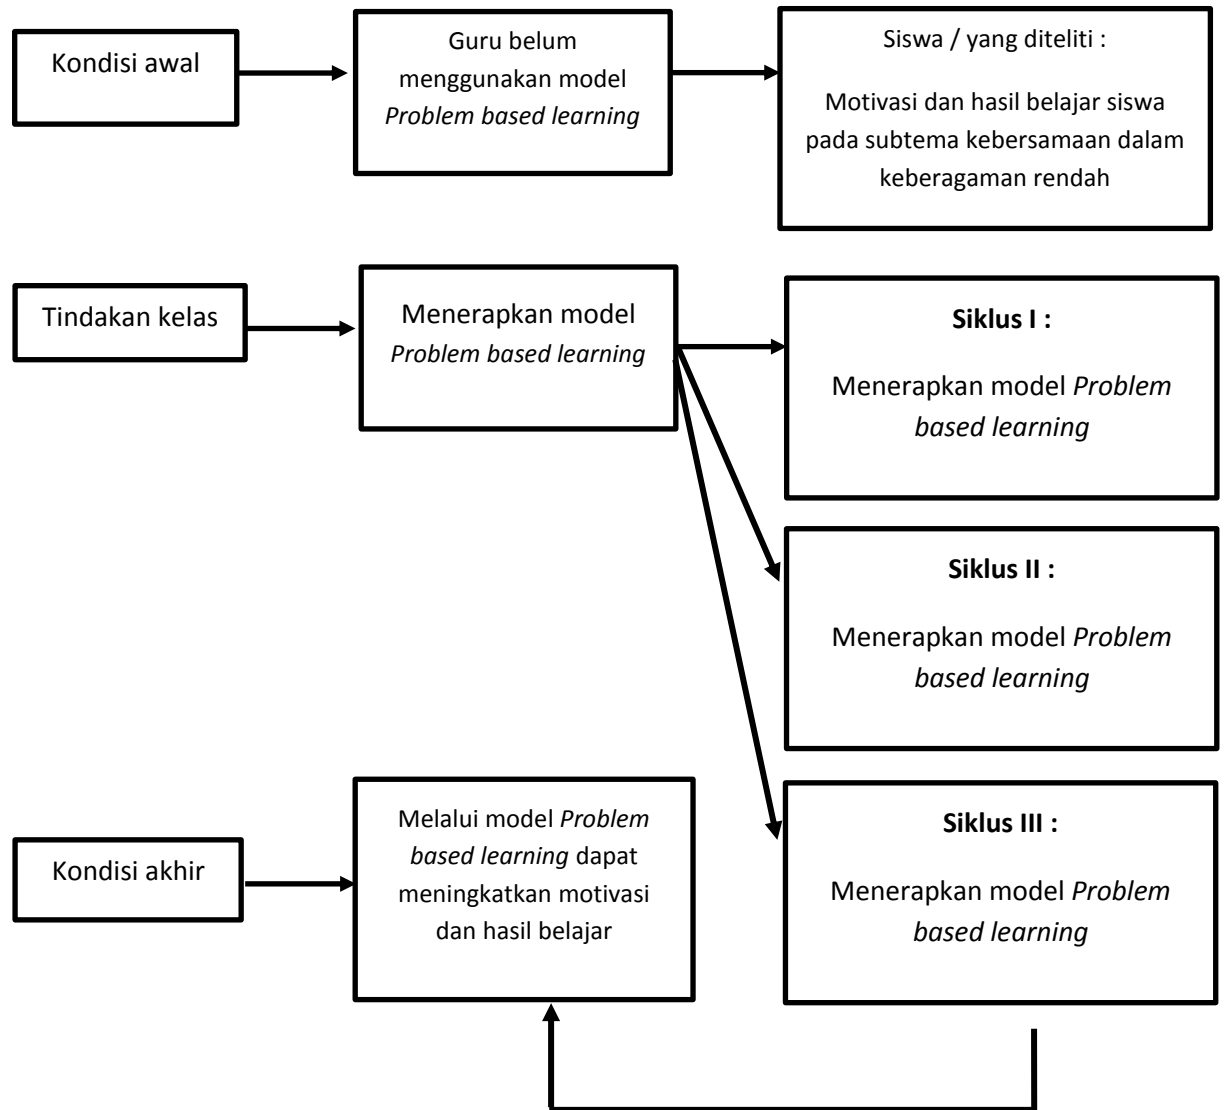 Kondisi awal
Guru belum
menggunakan model
Problem based learning
Siswa / yang diteliti :
Motivasi dan hasil belajar siswa
pada subtema kebersamaan dalam
keberagaman rendah
Tindakan kelas
Menerapkan model
Problem based learning
Siklus I :
Menerapkan model Problem
based learning
Siklus II :
Menerapkan model Problem
based learning
Kondisi akhir
Melalui model Problem
based learning dapat
meningkatkan motivasi
dan hasil belajar
Siklus III :
Menerapkan model Problem
based learning